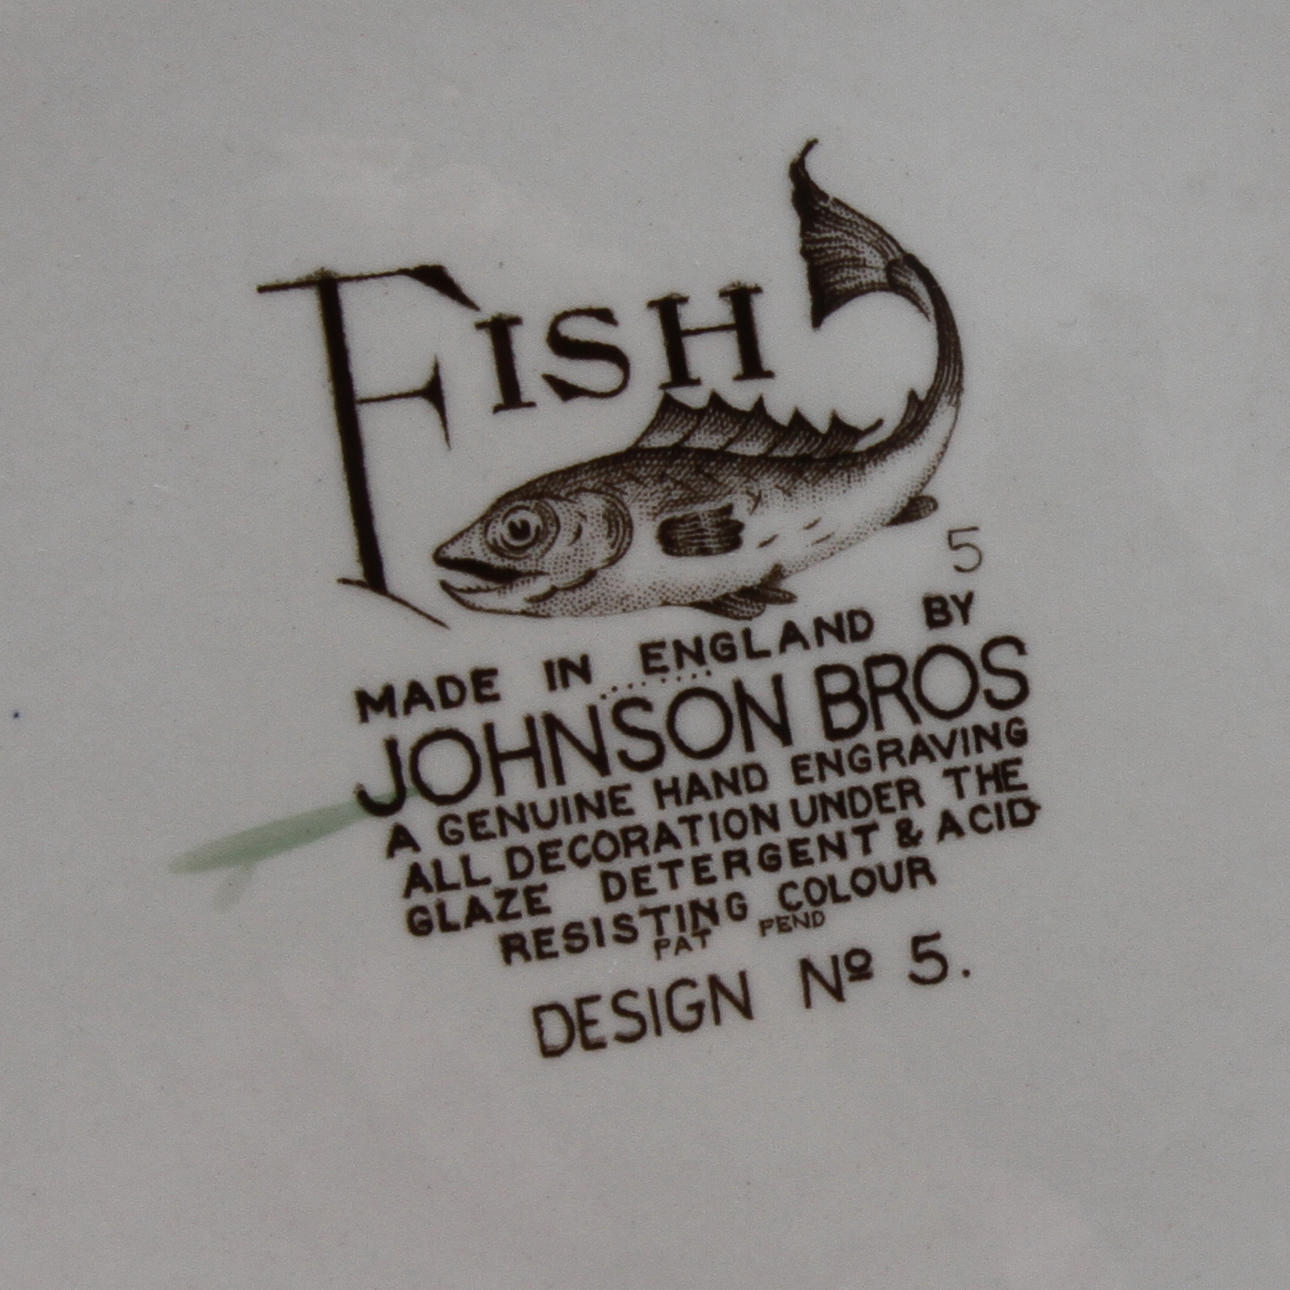 FISH
5
MADE IN ENGLAND BY
JOHNSON BROS
A GENUINE HAND ENGRAVING
ALL DECORATION UNDER THE
GLAZE DETERGENT & ACID
RESISTING COLOUR
PAT PEND
DESIGN Nº 5.